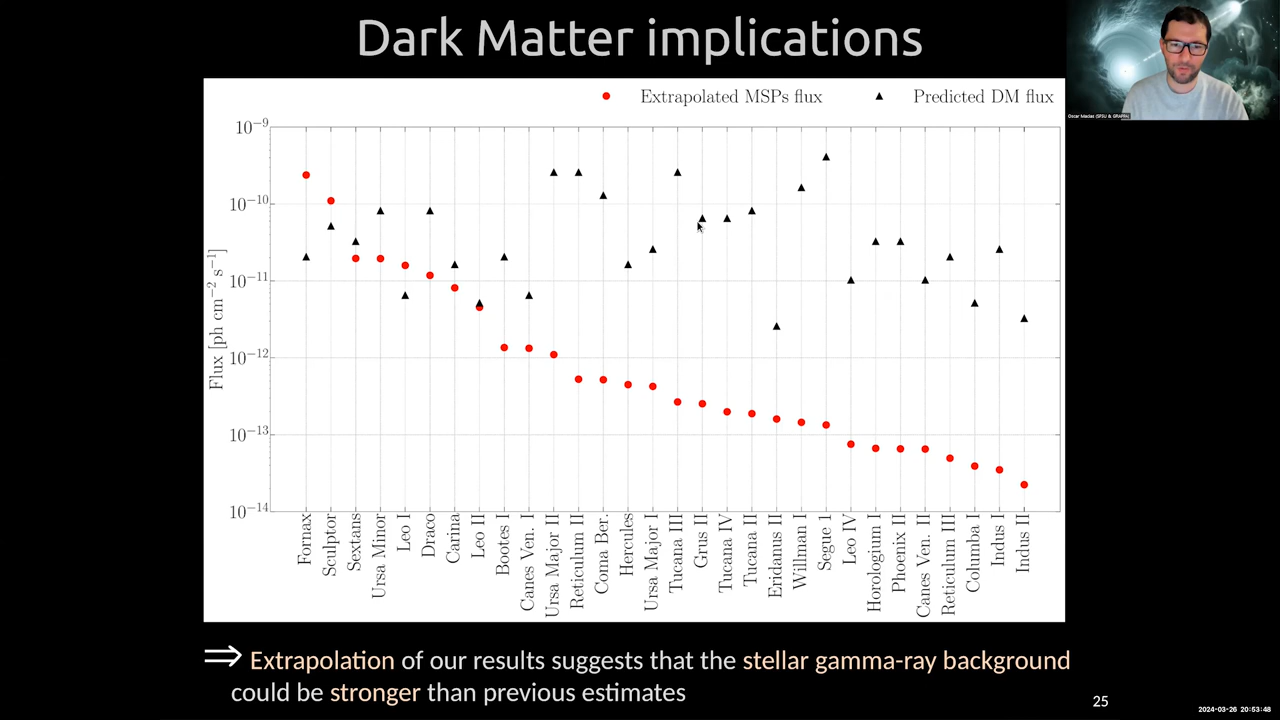 Dark Matter implications
Oscar Macias (SFSU & GRAPPA)
Extrapolated MSPs flux
Predicted DM flux
Flux [ph cm⁻² s⁻¹]
10⁻⁹
10⁻¹⁰
10⁻¹¹
10⁻¹²
10⁻¹³
10⁻¹⁴
Fornax
Sculptor
Sextans
Ursa Minor
Leo I
Draco
Carina
Leo II
Bootes I
Canes Ven. I
Ursa Major II
Reticulum II
Coma Ber.
Hercules
Ursa Major I
Tucana III
Grus II
Tucana IV
Tucana II
Eridanus II
Willman 1
Segue 1
Leo IV
Horologium I
Phoenix II
Canes Ven. II
Reticulum III
Columba I
Indus I
Indus II
⇒ Extrapolation of our results suggests that the stellar gamma-ray background
could be stronger than previous estimates
25
2024-03-26 20:53:48